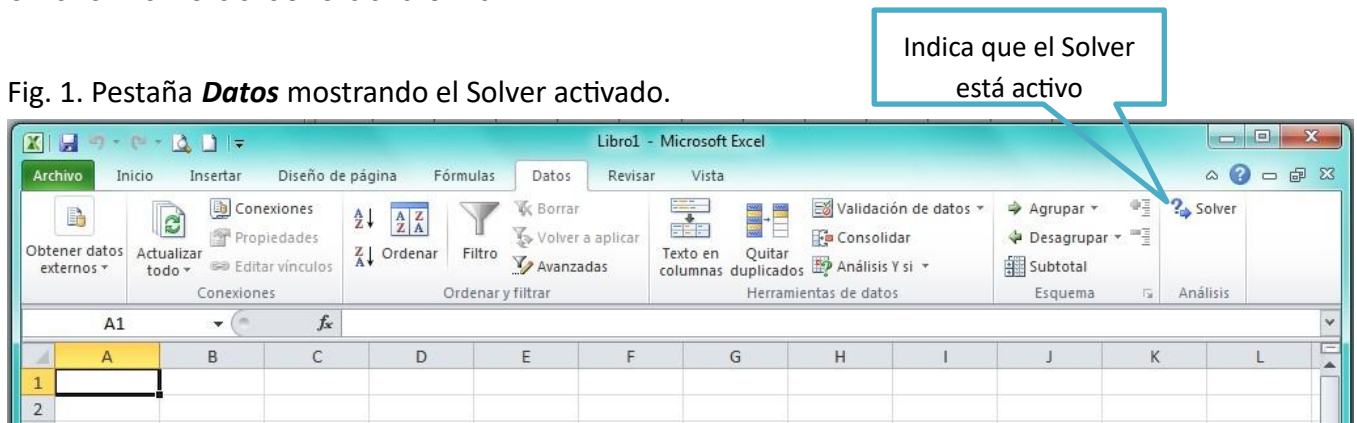 Indica que el Solver
está activo
Fig. 1. Pestaña Datos mostrando el Solver activado.
Libro1 - Microsoft Excel
Archivo Inicio Insertar Diseño de página Fórmulas Datos Revisar Vista
Obtener datos
externos
Actualizar
todo
Conexiones
Propiedades
Editar vínculos
Conexiones
Ordenar
Filtro
Borrar
Volver a aplicar
Avanzadas
Ordenar y filtrar
Texto en
columnas
Quitar
duplicados
Validación de datos
Consolidar
Análisis Y si
Herramientas de datos
Agrupar
Desagrupar
Subtotal
Esquema
Solver
Análisis
A1 fx
A B C D E F G H I J K L
1
2